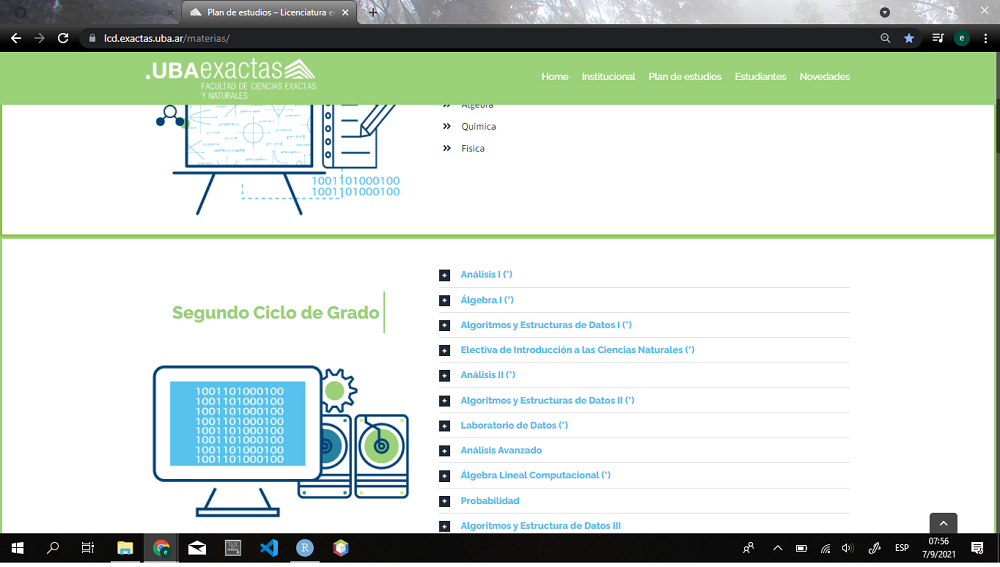 Plan de estudios – Licenciatura e
lcd.exactas.uba.ar/materias/
e
.UBAexactas
FACULTAD DE CIENCIAS EXACTAS
Y NATURALES
Home
Institucional
Plan de estudios
Estudiantes
Novedades
Álgebra
Química
Física
1001101000100
1001101000100
Segundo Ciclo de Grado
1001101000100
1001101000100
1001101000100
1001101000100
1001101000100
1001101000100
1001101000100
1001101000100
Análisis I (*)
Álgebra I (*)
Algoritmos y Estructuras de Datos I (*)
Electiva de Introducción a las Ciencias Naturales (*)
Análisis II (*)
Algoritmos y Estructuras de Datos II (*)
Laboratorio de Datos (*)
Análisis Avanzado
Álgebra Lineal Computacional (*)
Probabilidad
Algoritmos y Estructura de Datos III
R
ESP
07:56
7/9/2021